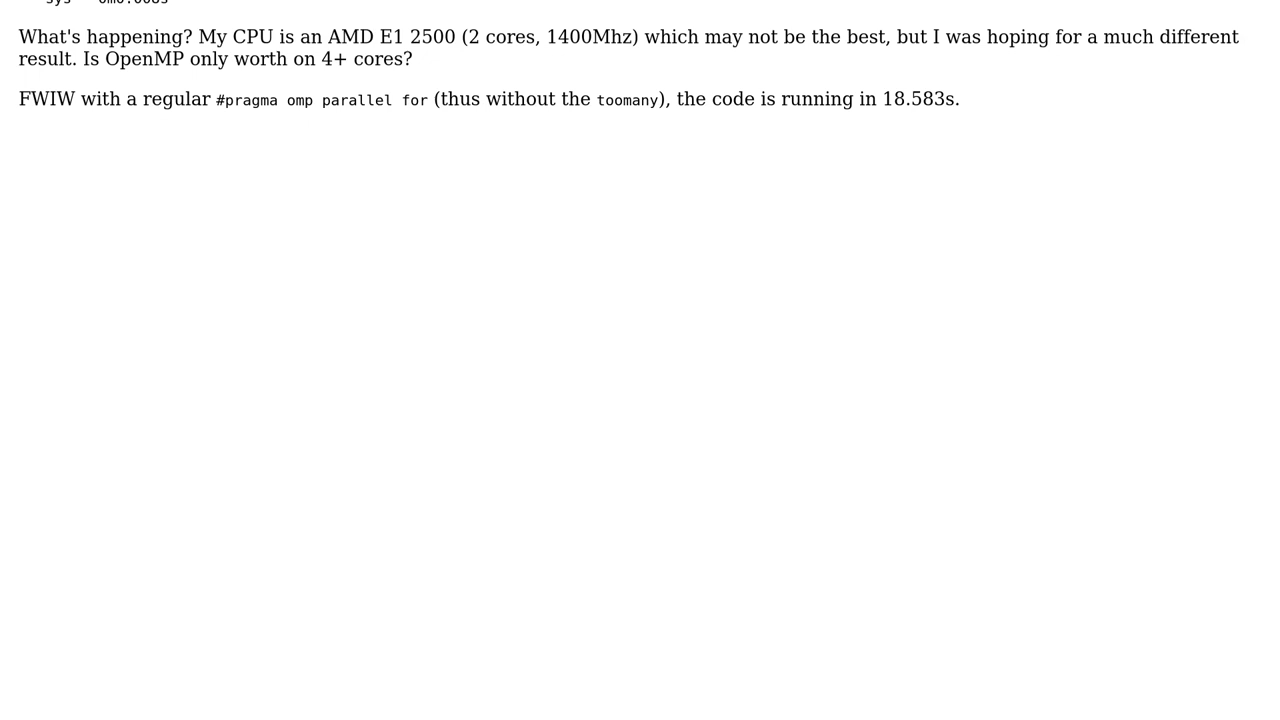 What's happening? My CPU is an AMD E1 2500 (2 cores, 1400Mhz) which may not be the best, but I was hoping for a much different
result. Is OpenMP only worth on 4+ cores?
FWIW with a regular #pragma omp parallel for (thus without the toomany), the code is running in 18.583s.